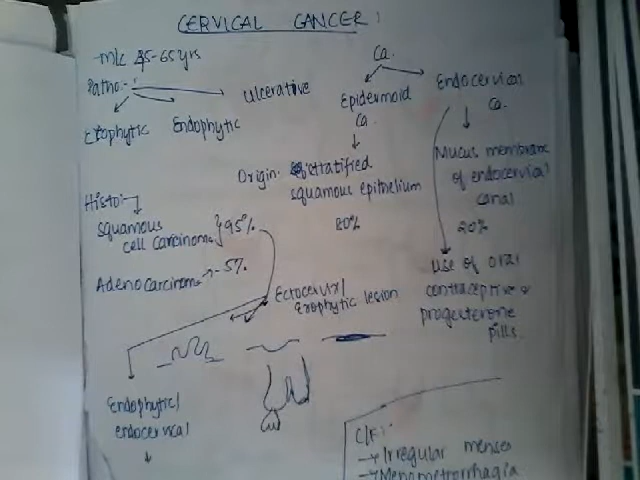 CERVICAL CANCER:
-M/c 45-65 yrs
Patho-:
Exophytic Endophytic Ulcerative
Histo:-
squamous
cell carcinoma } 95%
Adenocarcinoma → -5%
Ca.
Epidermoid
Ca.
Origin: stratified
squamous epithelium
80%
Endocervical
Ca.
Mucus membrane
of endocervical
canal
20%
Use of oral
contraceptive &
progesterone
pills.
Ectocervix/
Exophytic lesion
Endophytic/
endocervical
C/F:
→ Irregular menses
→ Menometrorrhagia